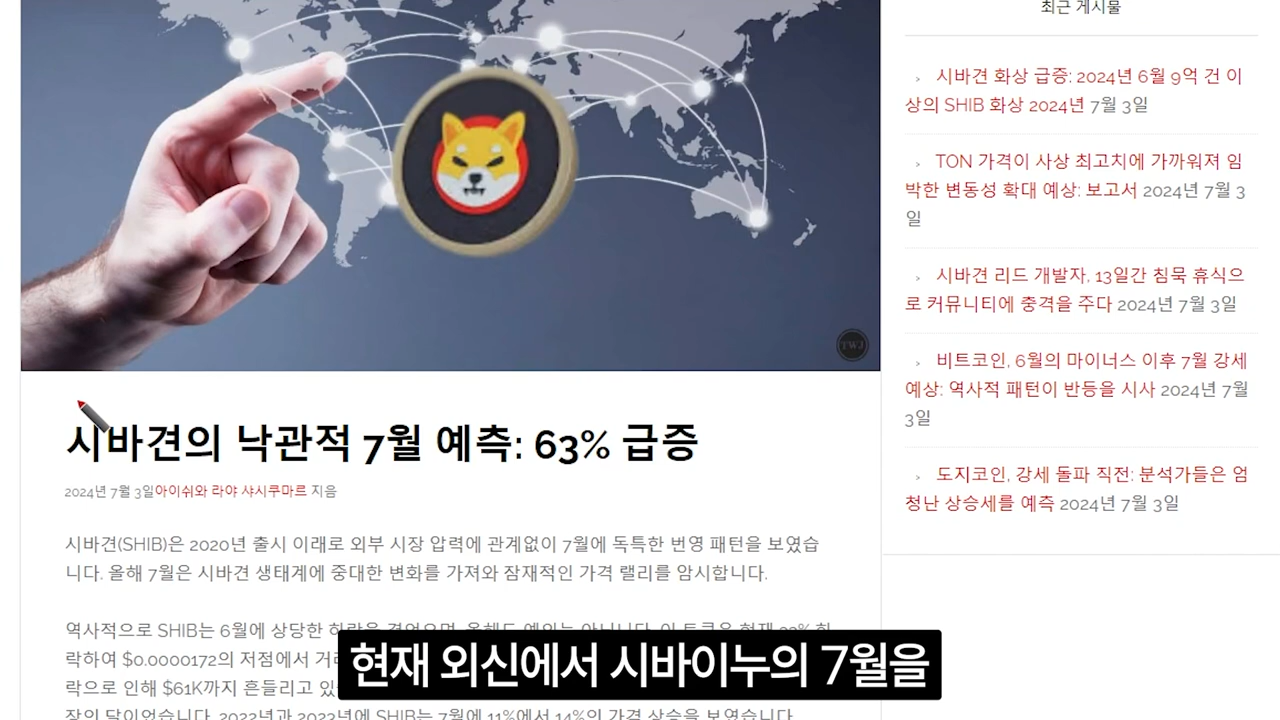 최근 게시물
› 시바견 화상 급증: 2024년 6월 9억 건 이
상의 SHIB 화상 2024년 7월 3일
› TON 가격이 사상 최고치에 가까워져 임
박한 변동성 확대 예상: 보고서 2024년 7월 3
일
› 시바견 리드 개발자, 13일간 침묵 휴식으
로 커뮤니티에 충격을 주다 2024년 7월 3일
› 비트코인, 6월의 마이너스 이후 7월 강세
예상: 역사적 패턴이 반등을 시사 2024년 7월
3일
› 도지코인, 강세 돌파 직전: 분석가들은 엄
청난 상승세를 예측 2024년 7월 3일
TWJ
시바견의 낙관적 7월 예측: 63% 급증
2024년 7월 3일아이쉬와 라야 샤시쿠마르 지음
시바견(SHIB)은 2020년 출시 이래로 외부 시장 압력에 관계없이 7월에 독특한 번영 패턴을 보였습
니다. 올해 7월은 시바견 생태계에 중대한 변화를 가져와 잠재적인 가격 랠리를 암시합니다.
역사적으로 SHIB는 6월에 상당한
락하여 $0.0000172의 저점에서
락으로 인해 $61K까지 흔들리고
장의 달이었습니다. 2022년과 2023년에 SHIB는 7월에 11%에서 14%의 가격 상승을 보였습니다.
현재 외신에서 시바이누의 7월을